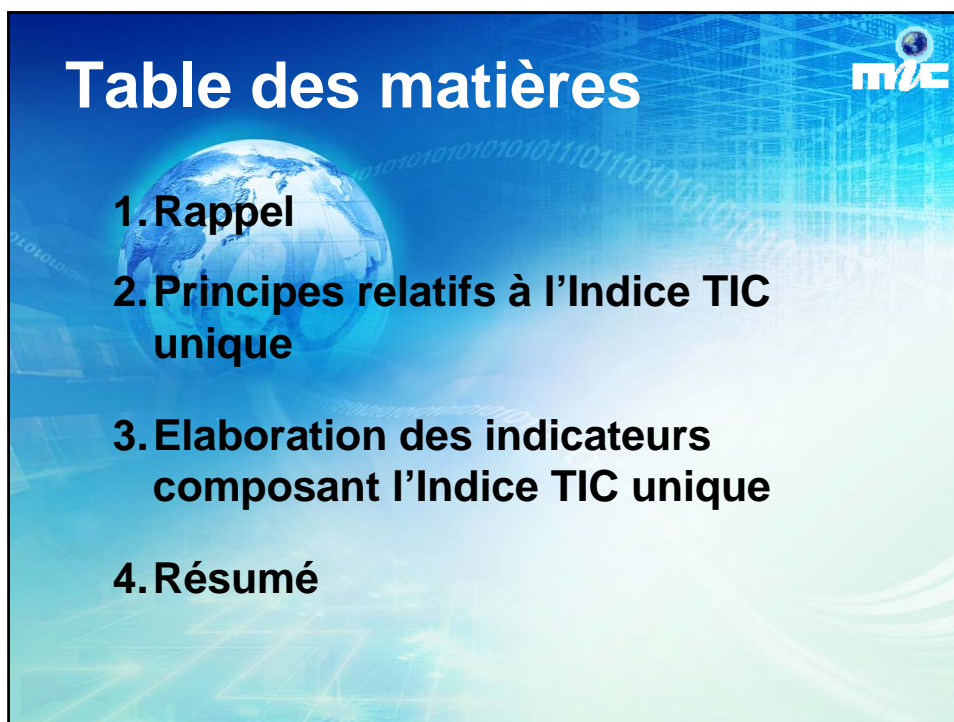 Table des matières
mic
1.Rappel
2.Principes relatifs à l’Indice TIC
unique
3.Elaboration des indicateurs
composant l’Indice TIC unique
4.Résumé